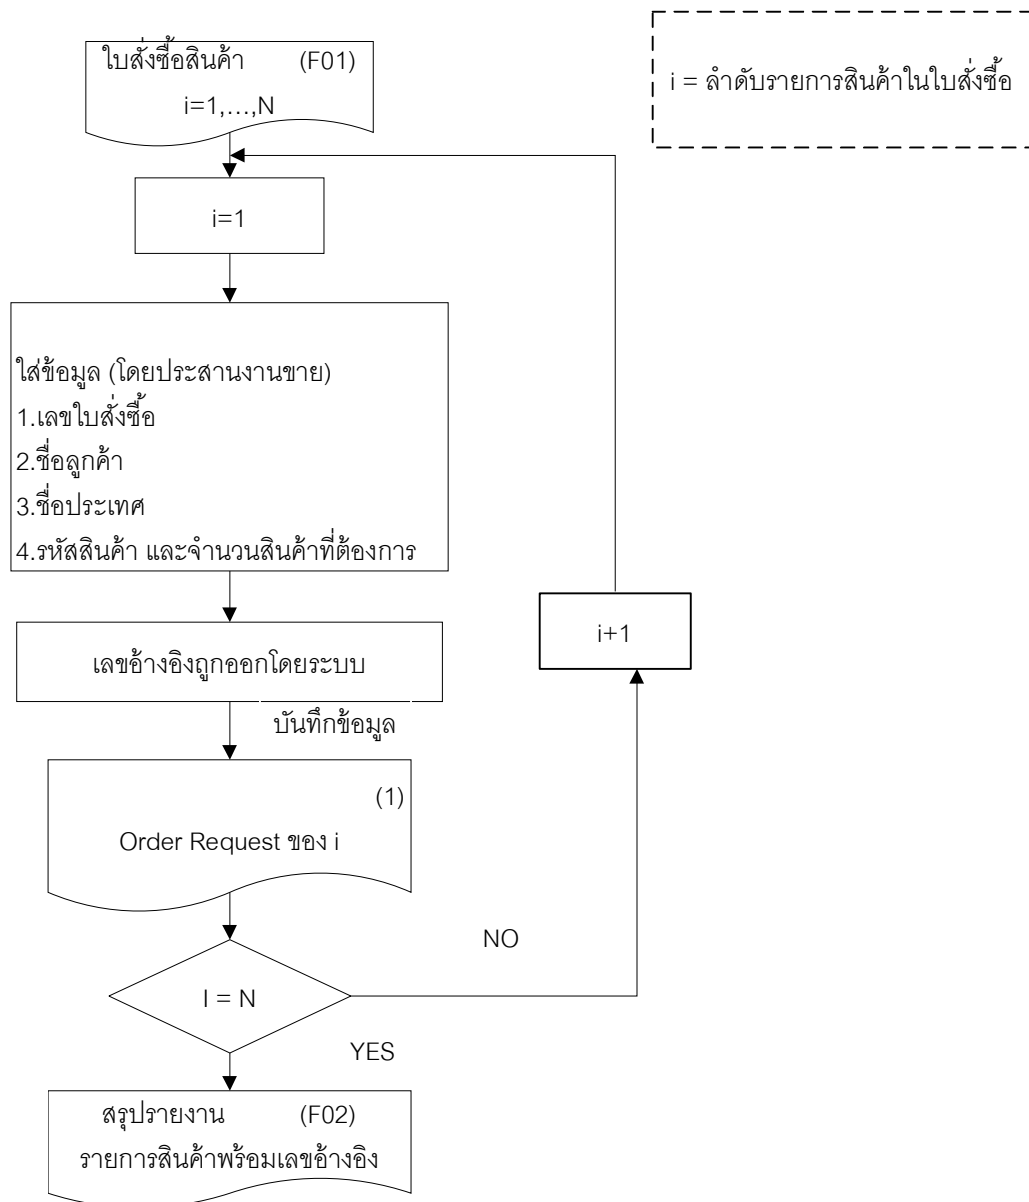 ใบสั่งซื้อสินค้า (F01)
i=1,...,N
i = ลำดับรายการสินค้าในใบสั่งซื้อ
i=1
ใส่ข้อมูล (โดยประสานงานขาย)
1.เลขใบสั่งซื้อ
2.ชื่อลูกค้า
3.ชื่อประเทศ
4.รหัสสินค้า และจำนวนสินค้าที่ต้องการ
i+1
เลขอ้างอิงถูกออกโดยระบบ
บันทึกข้อมูล
(1)
Order Request ของ i
NO
I = N
YES
สรุปรายงาน (F02)
รายการสินค้าพร้อมเลขอ้างอิง